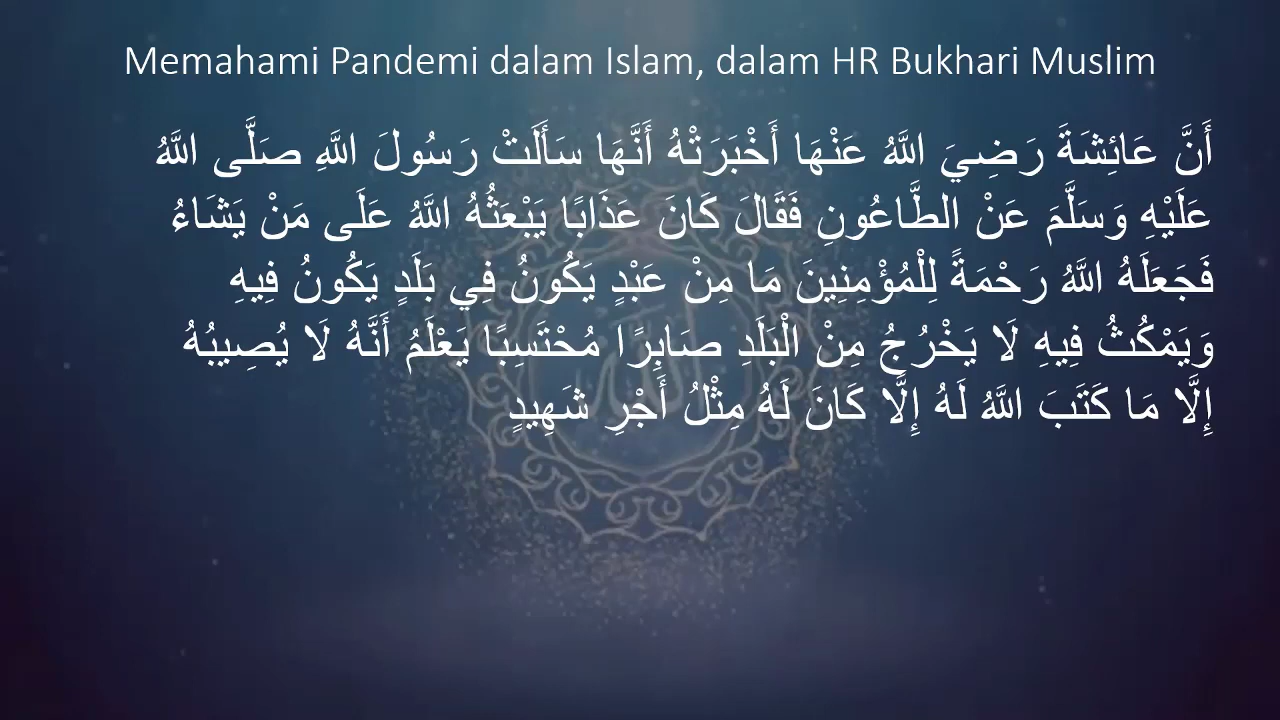 Memahami Pandemi dalam Islam, dalam HR Bukhari Muslim
أَنَّ عَائِشَةَ رَضِيَ اللَّهُ عَنْهَا أَخْبَرَتْهُ أَنَّهَا سَأَلَتْ رَسُولَ اللَّهِ صَلَّى اللَّهُ
عَلَيْهِ وَسَلَّمَ عَنْ الطَّاعُونِ فَقَالَ كَانَ عَذَابًا يَبْعَثُهُ اللَّهُ عَلَى مَنْ يَشَاءُ
فَجَعَلَهُ اللَّهُ رَحْمَةً لِلْمُؤْمِنِينَ مَا مِنْ عَبْدٍ يَكُونُ فِي بَلَدٍ يَكُونُ فِيهِ
وَيَمْكُثُ فِيهِ لَا يَخْرُجُ مِنْ الْبَلَدِ صَابِرًا مُحْتَسِبًا يَعْلَمُ أَنَّهُ لَا يُصِيبُهُ
إِلَّا مَا كَتَبَ اللَّهُ لَهُ إِلَّا كَانَ لَهُ مِثْلُ أَجْرِ شَهِيدٍ